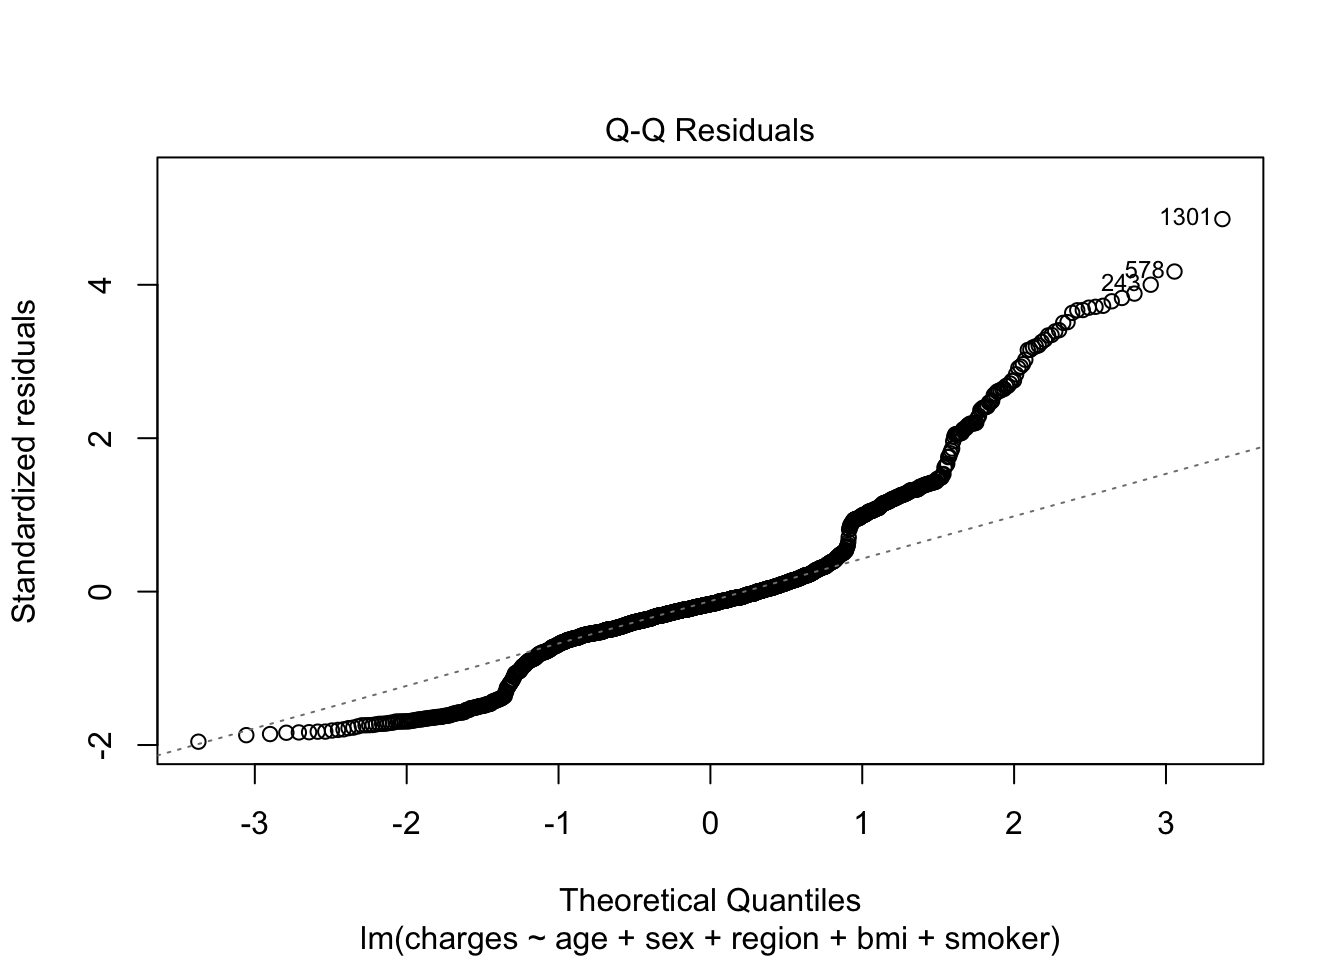 Q-Q Residuals
Standardized residuals
4
2
0
-2
1301
578
243
-3 -2 -1 0 1 2 3
Theoretical Quantiles
lm(charges ~ age + sex + region + bmi + smoker)